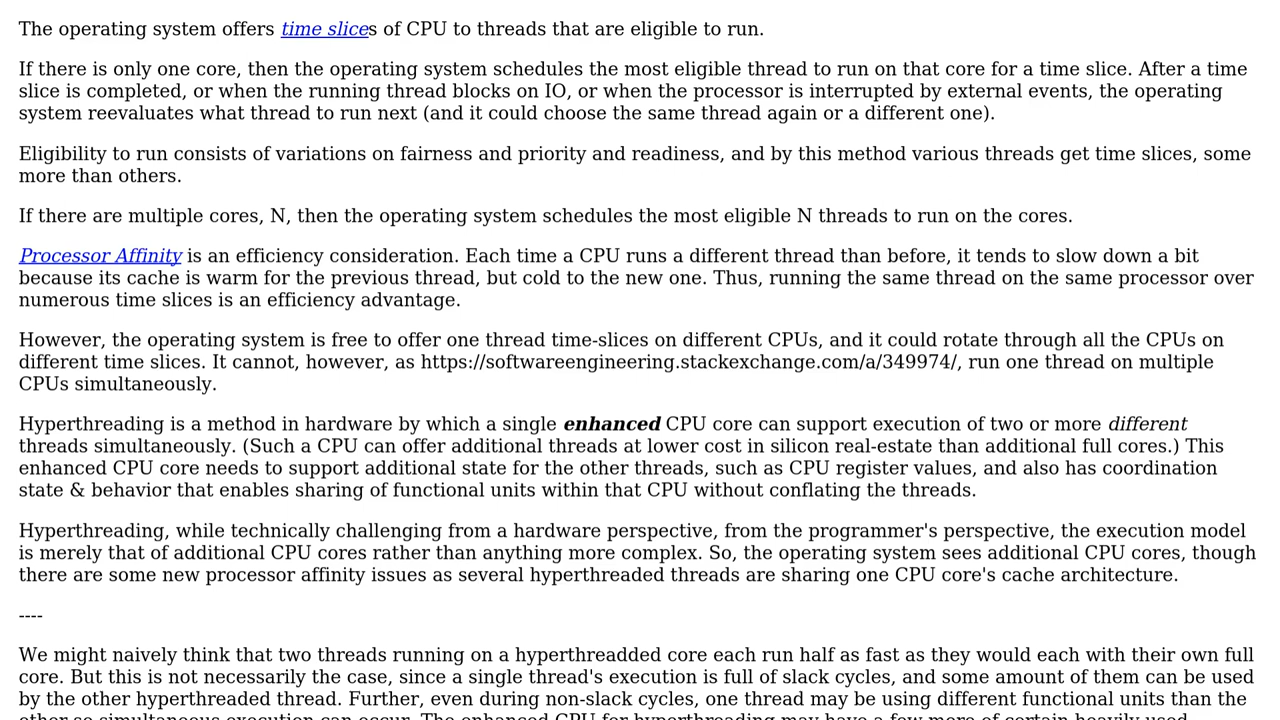 The operating system offers time slices of CPU to threads that are eligible to run.
If there is only one core, then the operating system schedules the most eligible thread to run on that core for a time slice. After a time
slice is completed, or when the running thread blocks on IO, or when the processor is interrupted by external events, the operating
system reevaluates what thread to run next (and it could choose the same thread again or a different one).
Eligibility to run consists of variations on fairness and priority and readiness, and by this method various threads get time slices, some
more than others.
If there are multiple cores, N, then the operating system schedules the most eligible N threads to run on the cores.
Processor Affinity is an efficiency consideration. Each time a CPU runs a different thread than before, it tends to slow down a bit
because its cache is warm for the previous thread, but cold to the new one. Thus, running the same thread on the same processor over
numerous time slices is an efficiency advantage.
However, the operating system is free to offer one thread time-slices on different CPUs, and it could rotate through all the CPUs on
different time slices. It cannot, however, as https://softwareengineering.stackexchange.com/a/349974/, run one thread on multiple
CPUs simultaneously.
Hyperthreading is a method in hardware by which a single enhanced CPU core can support execution of two or more different
threads simultaneously. (Such a CPU can offer additional threads at lower cost in silicon real-estate than additional full cores.) This
enhanced CPU core needs to support additional state for the other threads, such as CPU register values, and also has coordination
state & behavior that enables sharing of functional units within that CPU without conflating the threads.
Hyperthreading, while technically challenging from a hardware perspective, from the programmer's perspective, the execution model
is merely that of additional CPU cores rather than anything more complex. So, the operating system sees additional CPU cores, though
there are some new processor affinity issues as several hyperthreaded threads are sharing one CPU core's cache architecture.
----
We might naively think that two threads running on a hyperthreadded core each run half as fast as they would each with their own full
core. But this is not necessarily the case, since a single thread's execution is full of slack cycles, and some amount of them can be used
by the other hyperthreaded thread. Further, even during non-slack cycles, one thread may be using different functional units than the
other so simultaneous execution can occur. The enhanced CPU for hyperthreading may have a few more of certain heavily used